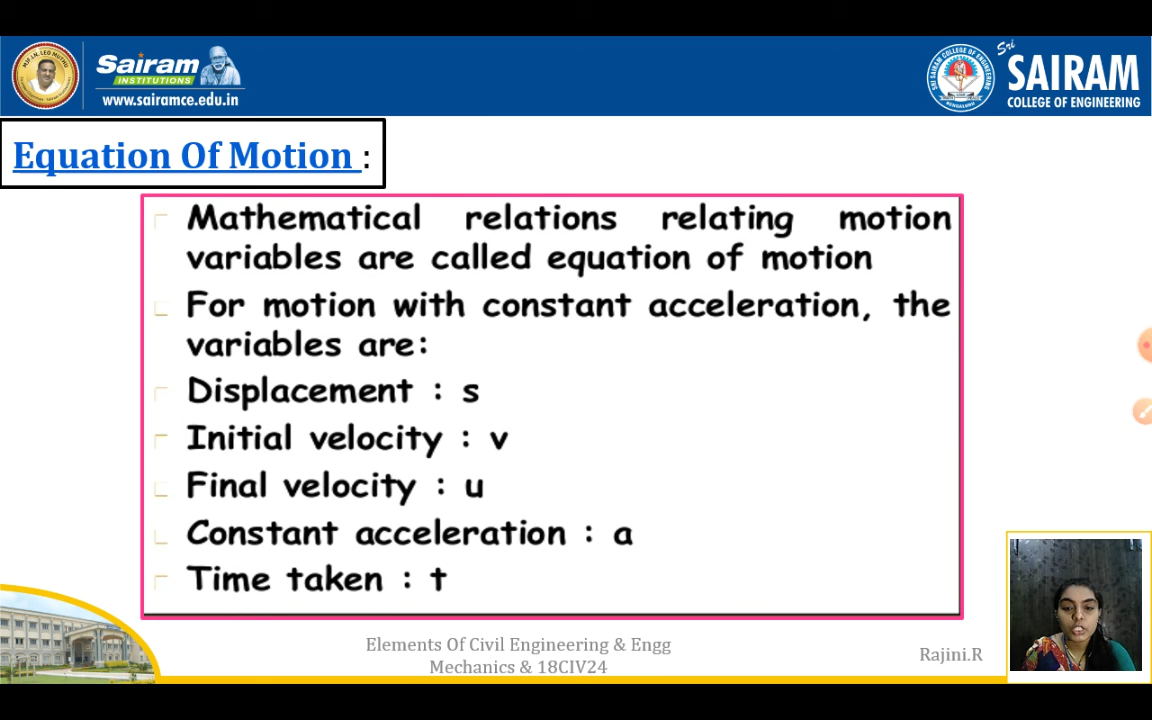 Sairam
INSTITUTIONS
www.sairamce.edu.in
Sri
SAIRAM
COLLEGE OF ENGINEERING
Equation Of Motion :
Mathematical relations relating motion
variables are called equation of motion
For motion with constant acceleration, the
variables are:
Displacement : s
Initial velocity : v
Final velocity : u
Constant acceleration : a
Time taken : t
Elements Of Civil Engineering & Engg
Mechanics & 18CIV24
Rajini.R